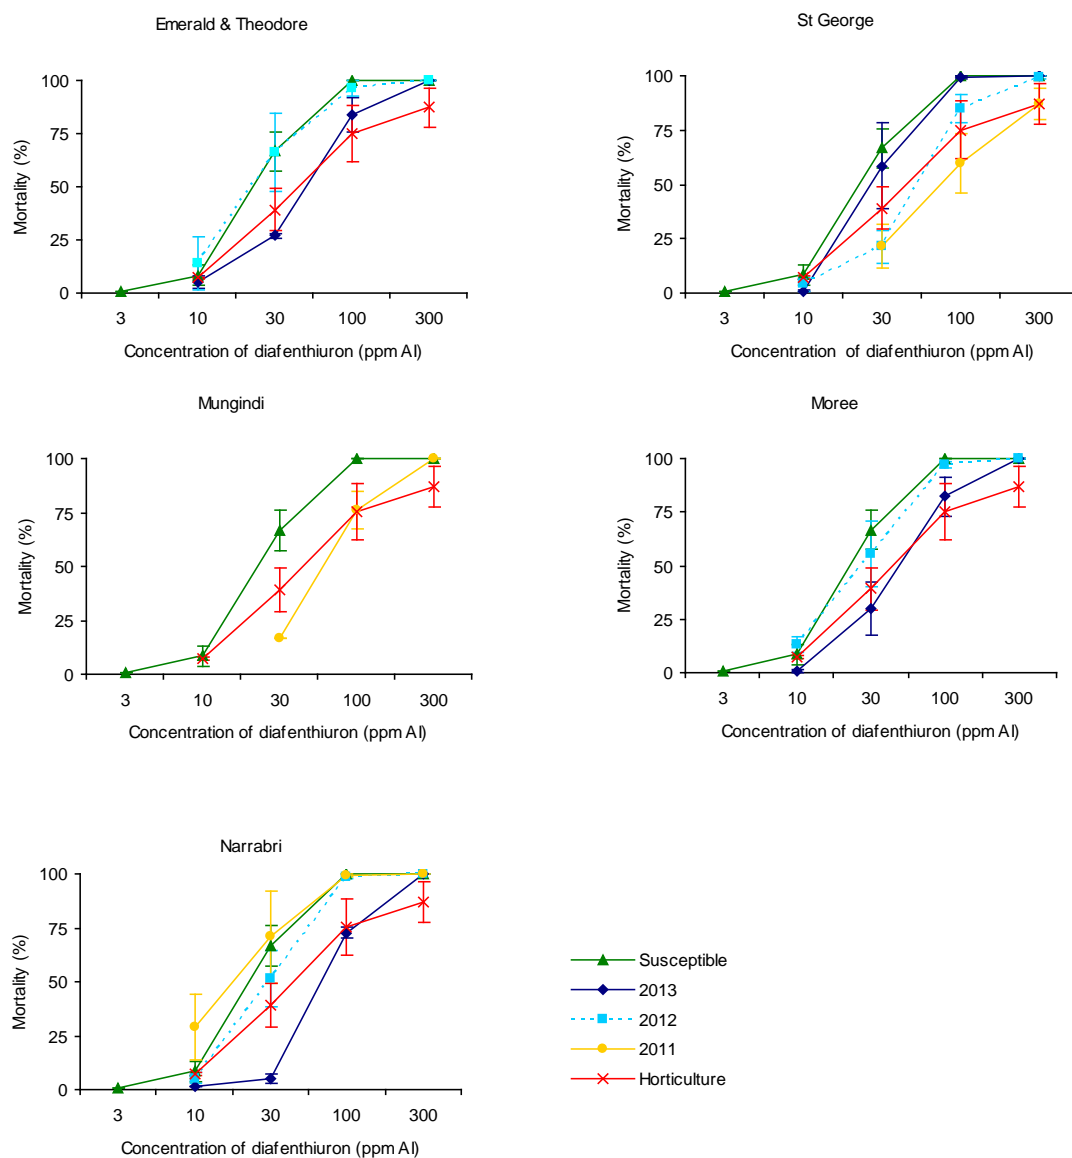 Emerald & Theodore
100
75
50
25
0
Mortality (%)
3 10 30 100 300
Concentration of diafenthiuron (ppm AI)
St George
100
75
50
25
0
Mortality (%)
3 10 30 100 300
Concentration of diafenthiuron (ppm AI)
Mungindi
100
75
50
25
0
Mortality (%)
3 10 30 100 300
Concentration of diafenthiuron (ppm AI)
Moree
100
75
50
25
0
Mortality (%)
3 10 30 100 300
Concentration of diafenthiuron (ppm AI)
Narrabri
100
75
50
25
0
Mortality (%)
3 10 30 100 300
Concentration of diafenthiuron (ppm AI)
Susceptible
2013
2012
2011
Horticulture